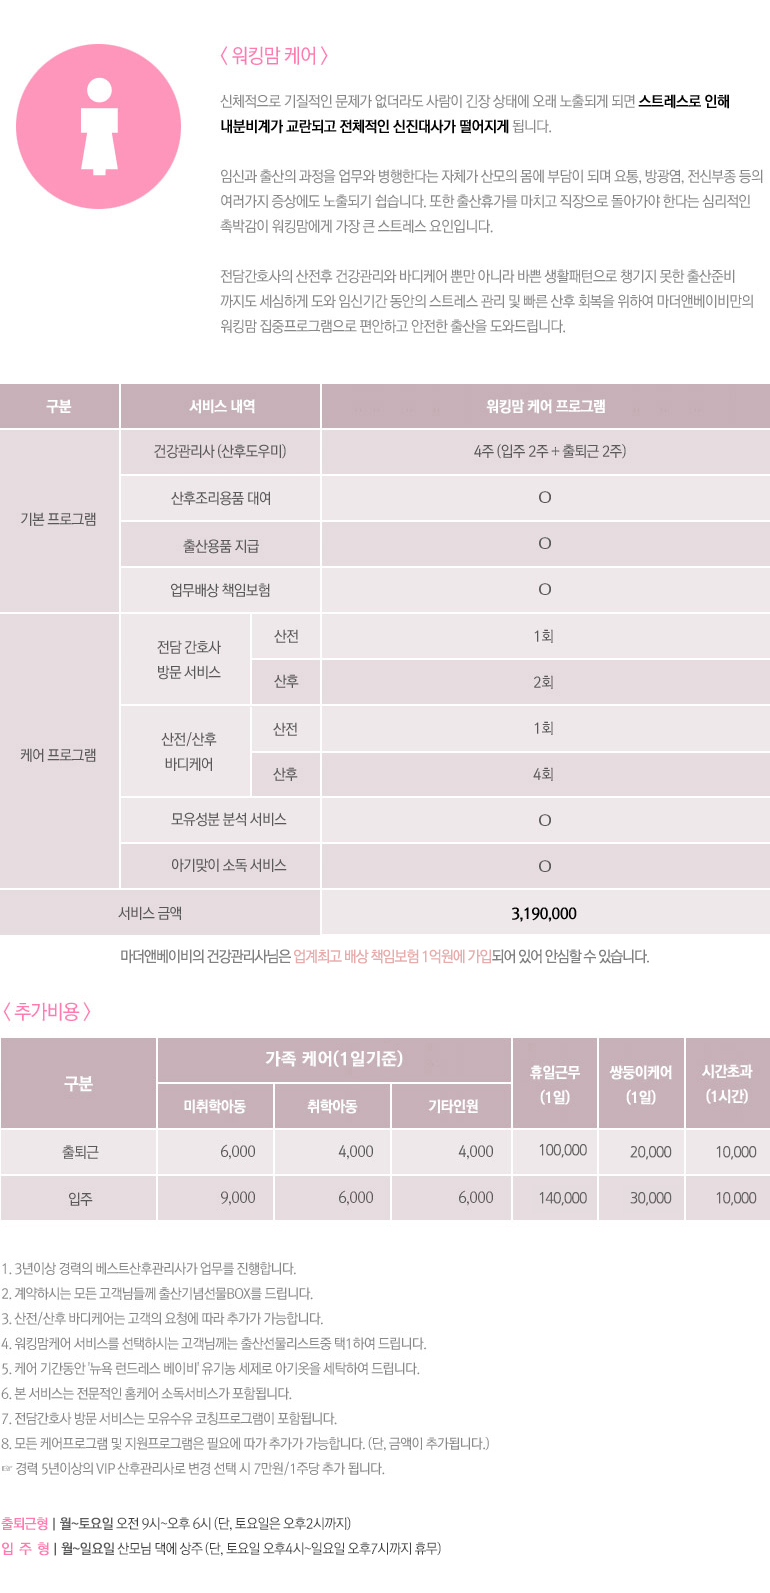 〈 워킹맘 케어 〉
신체적으로 기질적인 문제가 없더라도 사람이 긴장 상태에 오래 노출되게 되면 스트레스로 인해
내분비계가 교란되고 전체적인 신진대사가 떨어지게 됩니다.
임신과 출산의 과정을 업무와 병행한다는 자체가 산모의 몸에 부담이 되며 요통, 방광염, 전신부종 등의
여러가지 증상에도 노출되기 쉽습니다. 또한 출산휴가를 마치고 직장으로 돌아가야 한다는 심리적인
촉박감이 워킹맘에게 가장 큰 스트레스 요인입니다.
전담간호사의 산전후 건강관리와 바디케어 뿐만 아니라 바쁜 생활패턴으로 챙기지 못한 출산준비
까지도 세심하게 도와 임신기간 동안의 스트레스 관리 및 빠른 산후 회복을 위하여 마더앤베이비만의
워킹맘 집중프로그램으로 편안하고 안전한 출산을 도와드립니다.
구분 서비스 내역 워킹맘 케어 프로그램
기본 프로그램
건강관리사 (산후도우미) 4주 (입주 2주 + 출퇴근 2주)
산후조리용품 대여 O
출산용품 지급 O
업무배상 책임보험 O
케어 프로그램
전담 간호사
방문 서비스
산전 1회
산후 2회
산전/산후
바디케어
산전 1회
산후 4회
모유성분 분석 서비스 O
아기맞이 소독 서비스 O
서비스 금액 3,190,000
마더앤베이비의 건강관리사님은 업계최고 배상 책임보험 1억원에 가입되어 있어 안심할 수 있습니다.
〈 추가비용 〉
구분 가족 케어(1일기준) 휴일근무 (1일) 쌍둥이케어 (1일) 시간초과 (1시간)
미취학아동 취학아동 기타인원
출퇴근 6,000 4,000 4,000 100,000 20,000 10,000
입주 9,000 6,000 6,000 140,000 30,000 10,000
1. 3년이상 경력의 베스트산후관리사가 업무를 진행합니다.
2. 계약하시는 모든 고객님들께 출산기념선물BOX를 드립니다.
3. 산전/산후 바디케어는 고객의 요청에 따라 추가가 가능합니다.
4. 워킹맘케어 서비스를 선택하시는 고객님께는 출산선물리스트중 택1하여 드립니다.
5. 케어 기간동안 '뉴욕 런드레스 베이비' 유기농 세제로 아기옷을 세탁하여 드립니다.
6. 본 서비스는 전문적인 홈케어 소독서비스가 포함됩니다.
7. 전담간호사 방문 서비스는 모유수유 코칭프로그램이 포함됩니다.
8. 모든 케어프로그램 및 지원프로그램은 필요에 따가 추가가 가능합니다. (단, 금액이 추가됩니다.)
☞ 경력 5년이상의 VIP 산후관리사로 변경 선택 시 7만원/1주당 추가 됩니다.
출퇴근형 | 월~토요일 오전 9시~오후 6시 (단, 토요일은 오후2시까지)
입 주 형 | 월~일요일 산모님 댁에 상주 (단, 토요일 오후4시~일요일 오후7시까지 휴무)